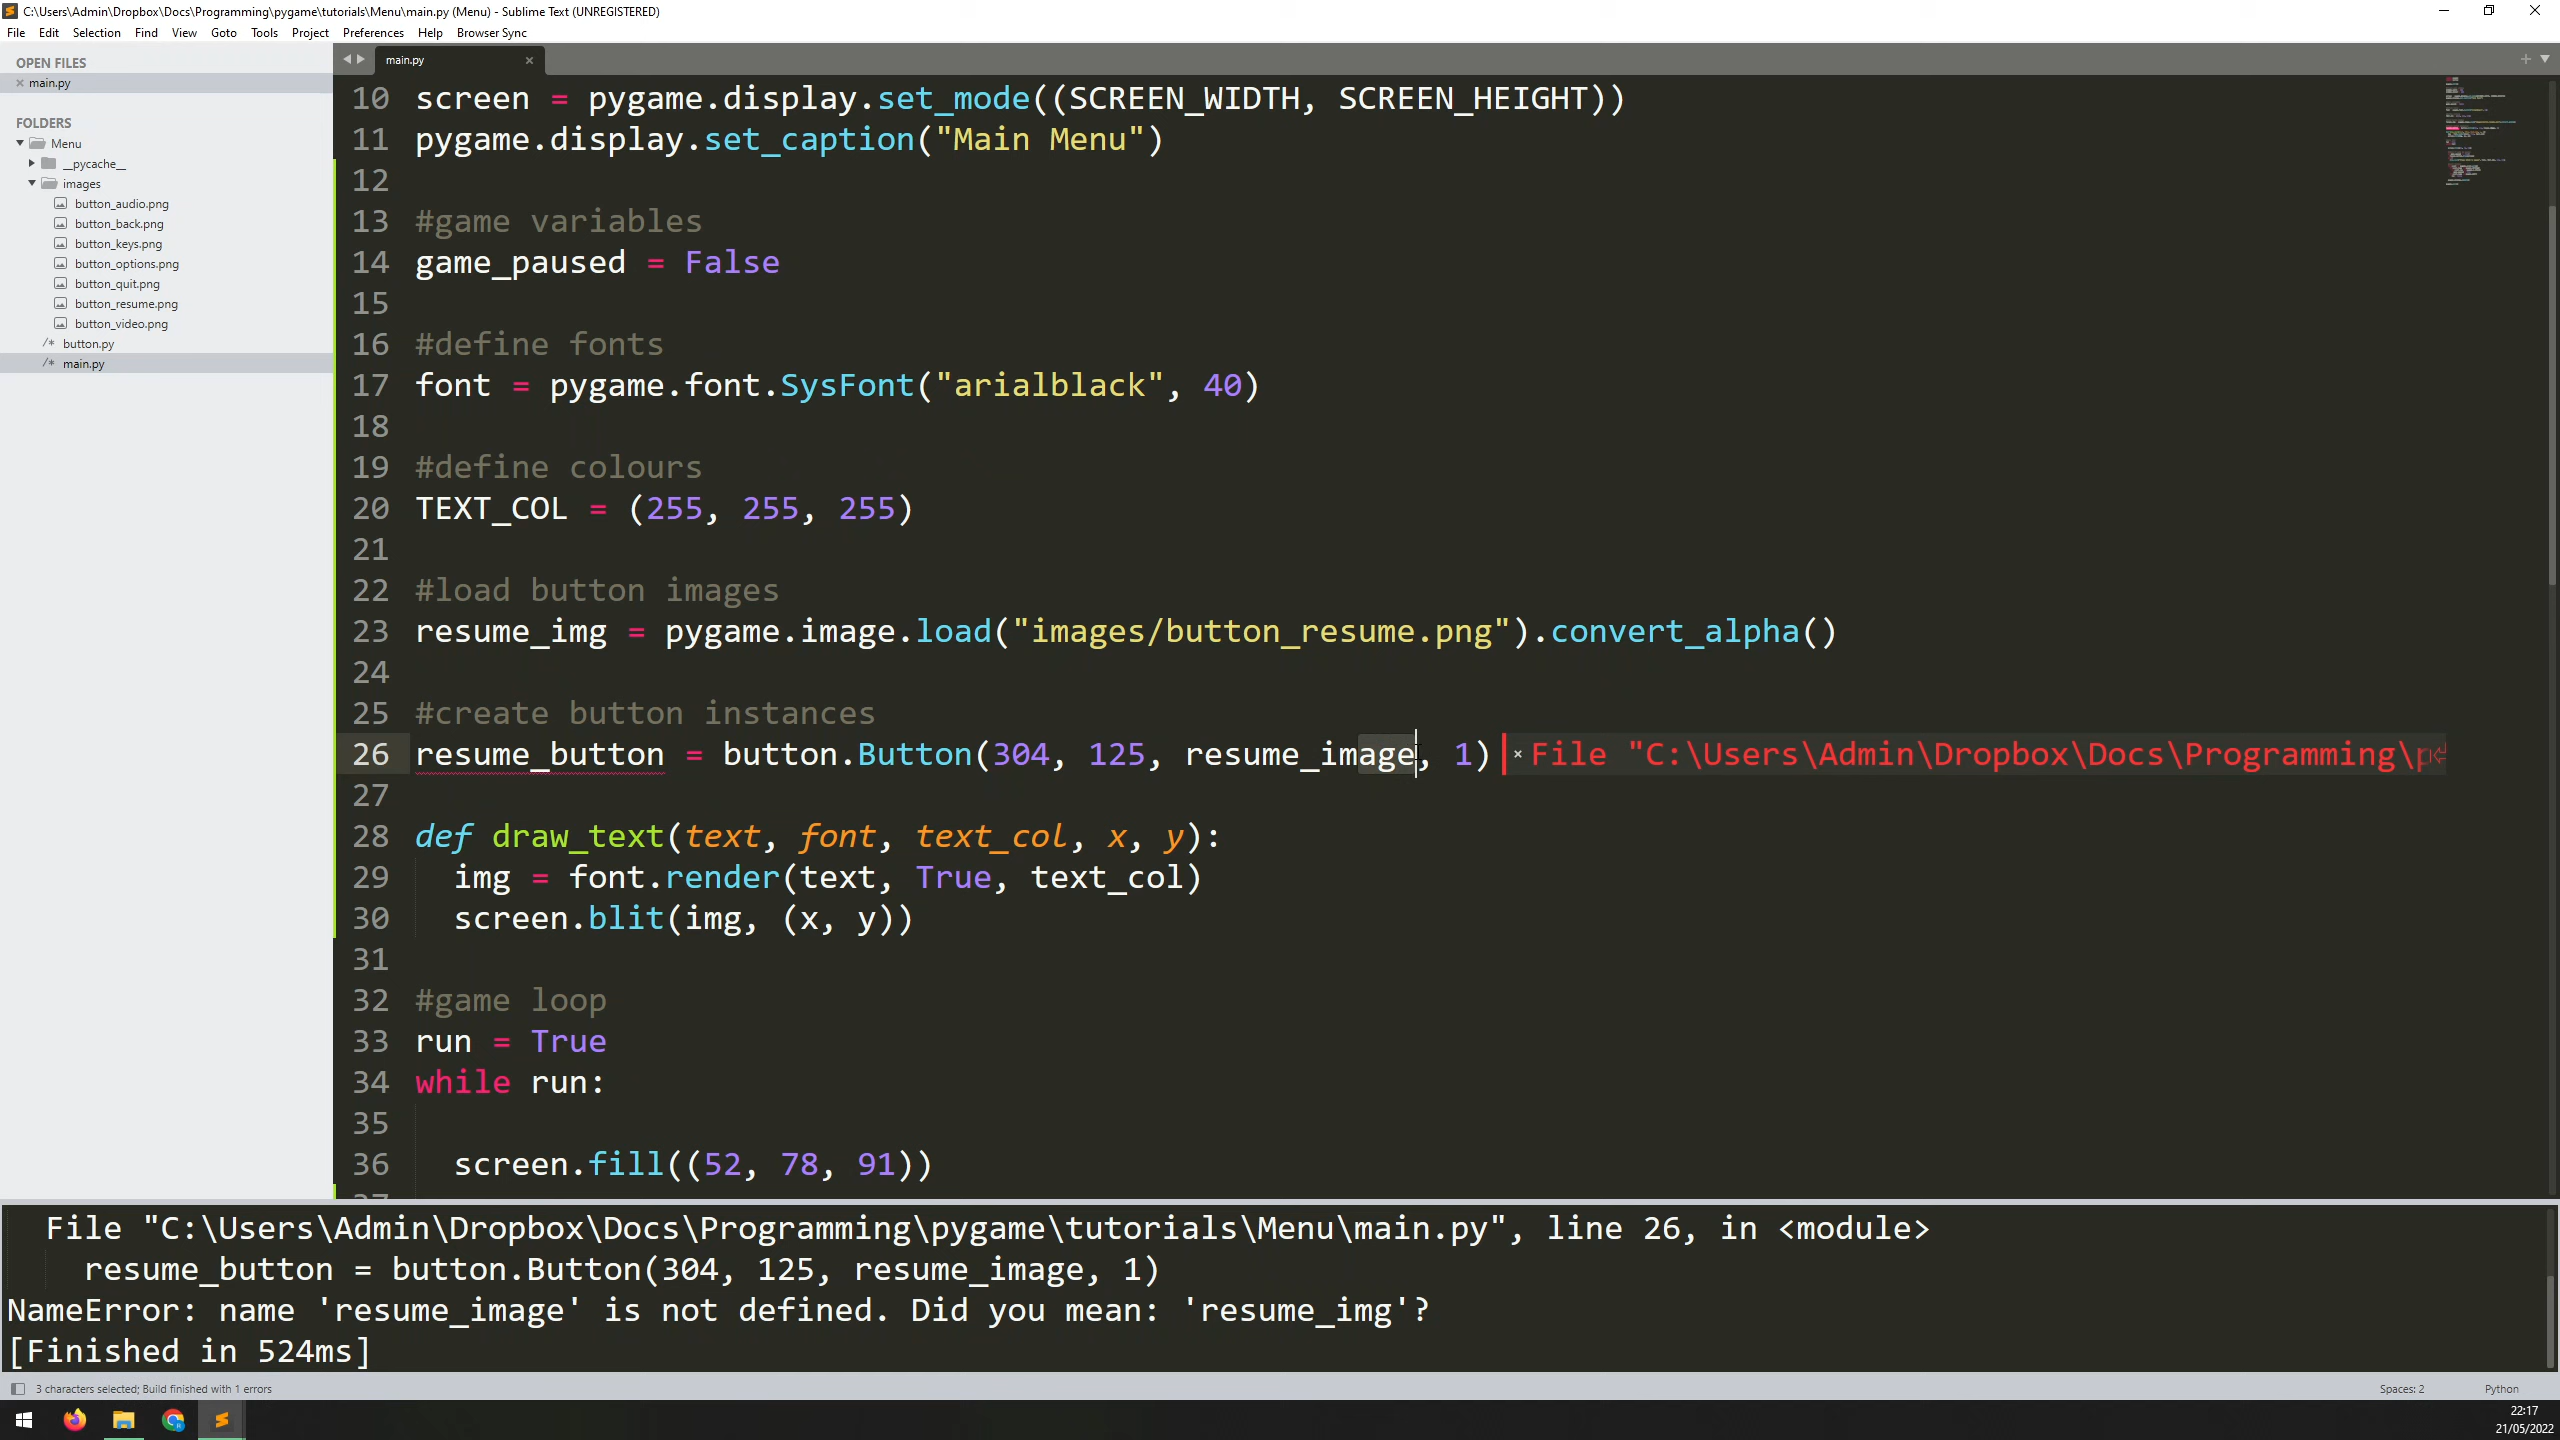 C:\Users\Admin\Dropbox\Docs\Programming\pygame\tutorials\Menu\main.py (Menu) - Sublime Text (UNREGISTERED)
File Edit Selection Find View Goto Tools Project Preferences Help Browser Sync
OPEN FILES
main.py
FOLDERS
Menu
__pycache__
images
button_audio.png
button_back.png
button_keys.png
button_options.png
button_quit.png
button_resume.png
button_video.png
/* button.py
/* main.py
main.py
10 screen = pygame.display.set_mode((SCREEN_WIDTH, SCREEN_HEIGHT))
11 pygame.display.set_caption("Main Menu")
12
13 #game variables
14 game_paused = False
15
16 #define fonts
17 font = pygame.font.SysFont("arialblack", 40)
18
19 #define colours
20 TEXT_COL = (255, 255, 255)
21
22 #load button images
23 resume_img = pygame.image.load("images/button_resume.png").convert_alpha()
24
25 #create button instances
26 resume_button = button.Button(304, 125, resume_image, 1) × File "C:\Users\Admin\Dropbox\Docs\Programming\p
27
28 def draw_text(text, font, text_col, x, y):
29 img = font.render(text, True, text_col)
30 screen.blit(img, (x, y))
31
32 #game loop
33 run = True
34 while run:
35
36 screen.fill((52, 78, 91))
37
File "C:\Users\Admin\Dropbox\Docs\Programming\pygame\tutorials\Menu\main.py", line 26, in <module>
resume_button = button.Button(304, 125, resume_image, 1)
NameError: name 'resume_image' is not defined. Did you mean: 'resume_img'?
[Finished in 524ms]
3 characters selected; Build finished with 1 errors
Spaces: 2
Python
22:17
21/05/2022